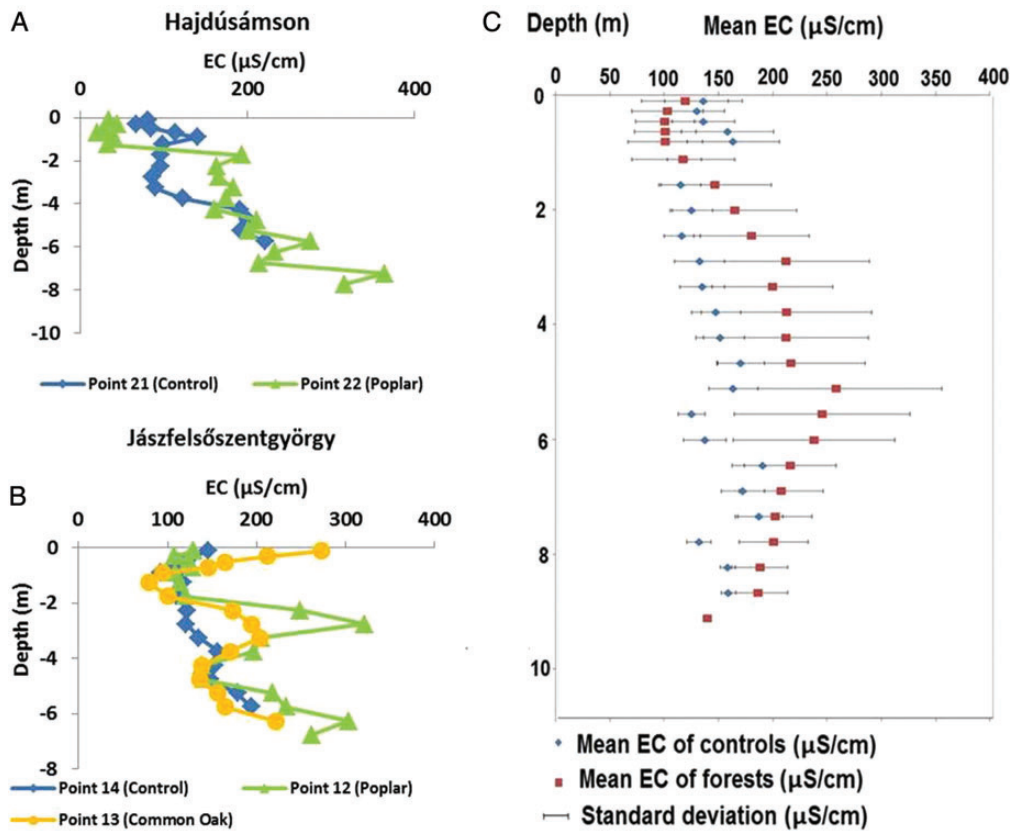 A
Hajdúsámson
EC (µS/cm)
0 200 400
0
-2
-4
-6
-8
-10
Depth (m)
Point 21 (Control) Point 22 (Poplar)
Jászfelsőszentgyörgy
B
EC (µS/cm)
0 100 200 300 400
0
-2
-4
-6
-8
Depth (m)
Point 14 (Control) Point 12 (Poplar)
Point 13 (Common Oak)
C
Depth (m) Mean EC (µS/cm)
0 50 100 150 200 250 300 350 400
0
2
4
6
8
10
Mean EC of controls (µS/cm)
Mean EC of forests (µS/cm)
Standard deviation (µS/cm)